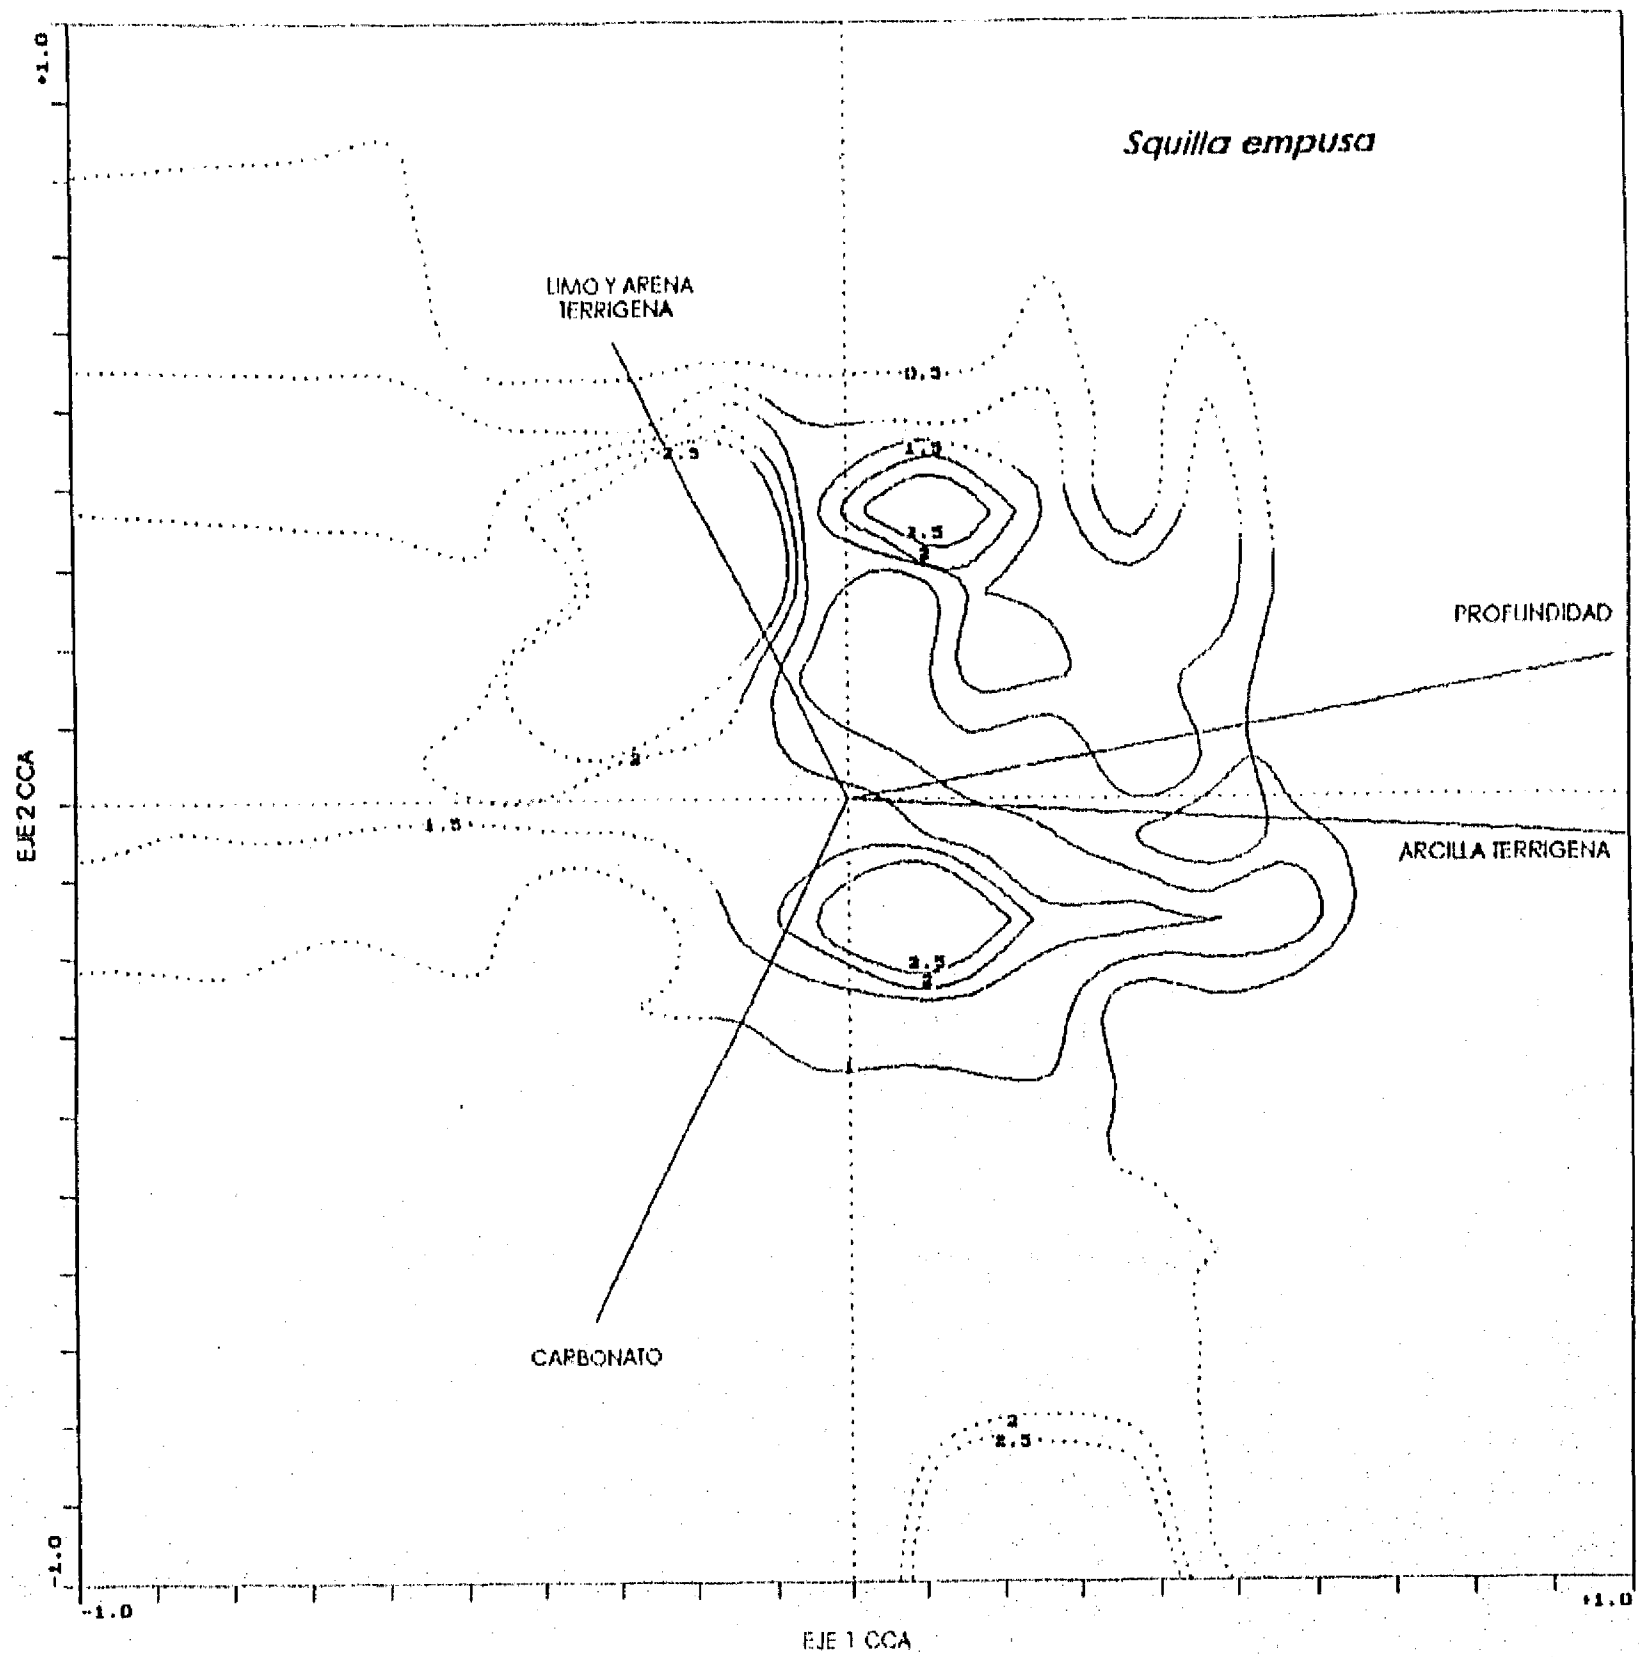 +1.0
Squilla empusa
LIMO Y ARENA
TERRIGENA
0.5
2.5
1.5
2.5
2
PROFUNDIDAD
2
EJE 2 CCA
1.5
ARCILLA TERRIGENA
2.5
2
1
CARBONATO
2
2.5
-1.0
-1.0
+1.0
EJE 1 CCA